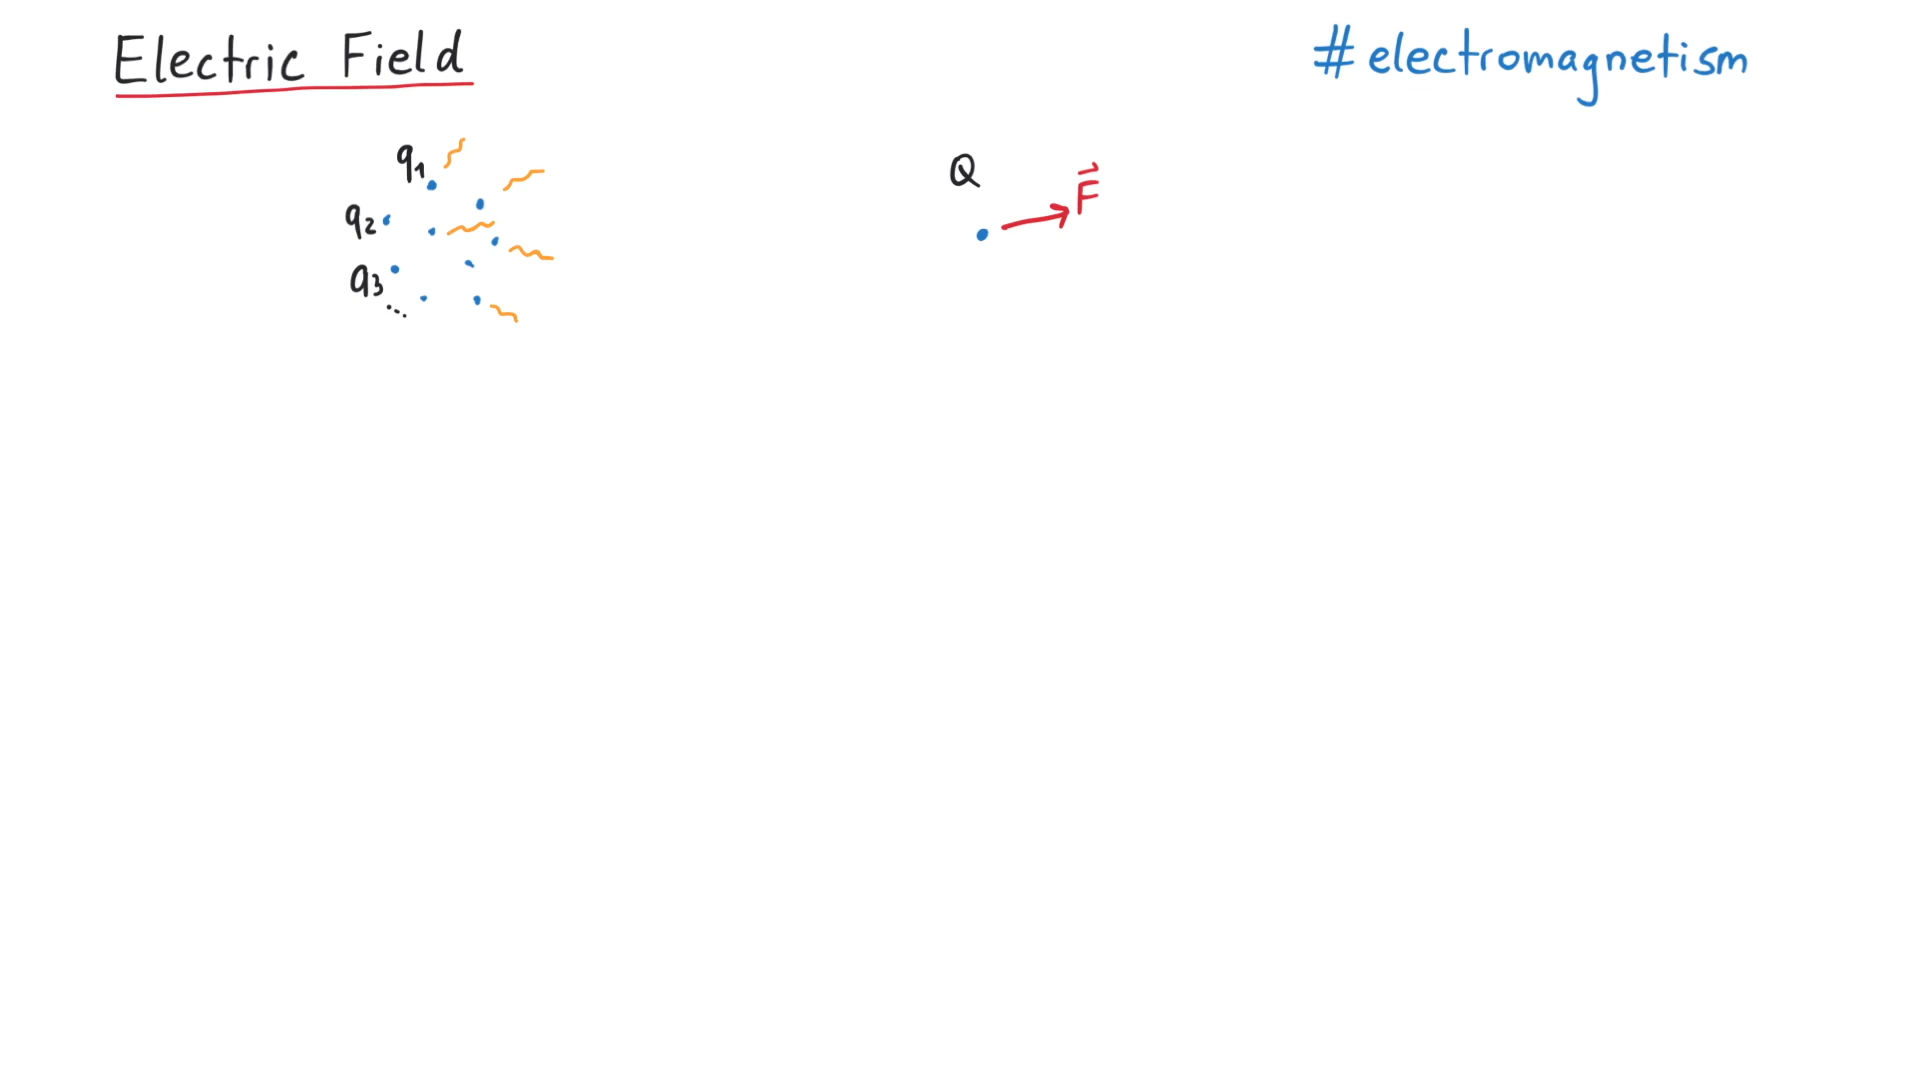 Electric Field
#electromagnetism
q₁
Q
F⃗
q₂
q₃
...